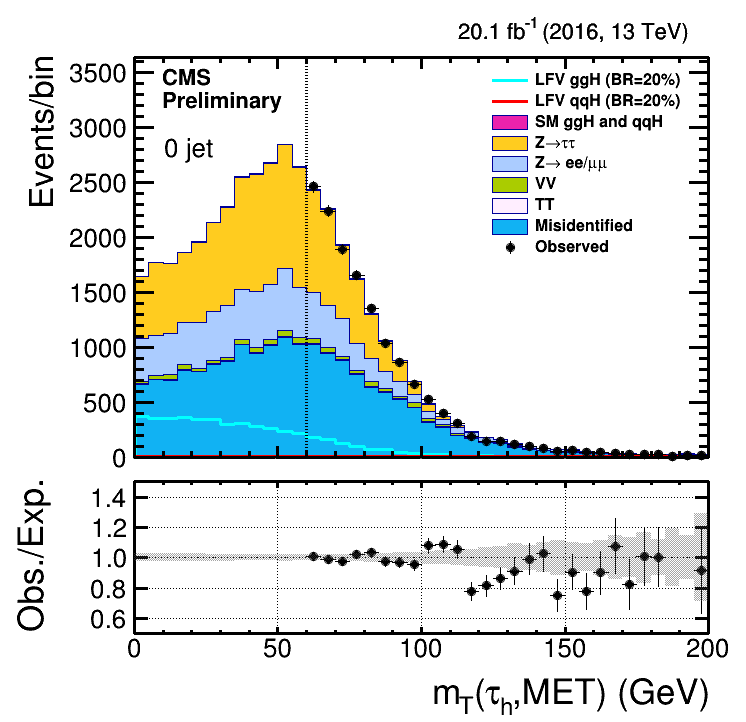 20.1 fb⁻¹ (2016, 13 TeV)
Events/bin
3500
3000
2500
2000
1500
1000
500
0
CMS
Preliminary
0 jet
LFV ggH (BR=20%)
LFV qqH (BR=20%)
SM ggH and qqH
Z→ττ
Z→ ee/μμ
VV
TT
Misidentified
Observed
Obs./Exp.
1.4
1.2
1.0
0.8
0.6
0 50 100 150 200
m_T(τ_h,MET) (GeV)